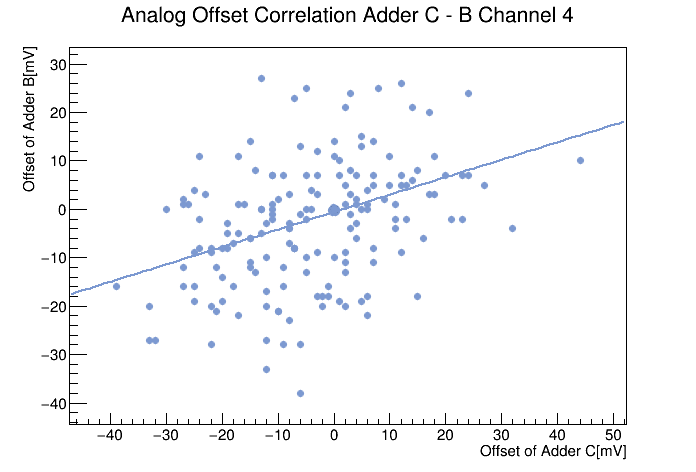 Analog Offset Correlation Adder C - B Channel 4
Offset of Adder B[mV]
30
20
10
0
−10
−20
−30
−40
−40 −30 −20 −10 0 10 20 30 40 50
Offset of Adder C[mV]